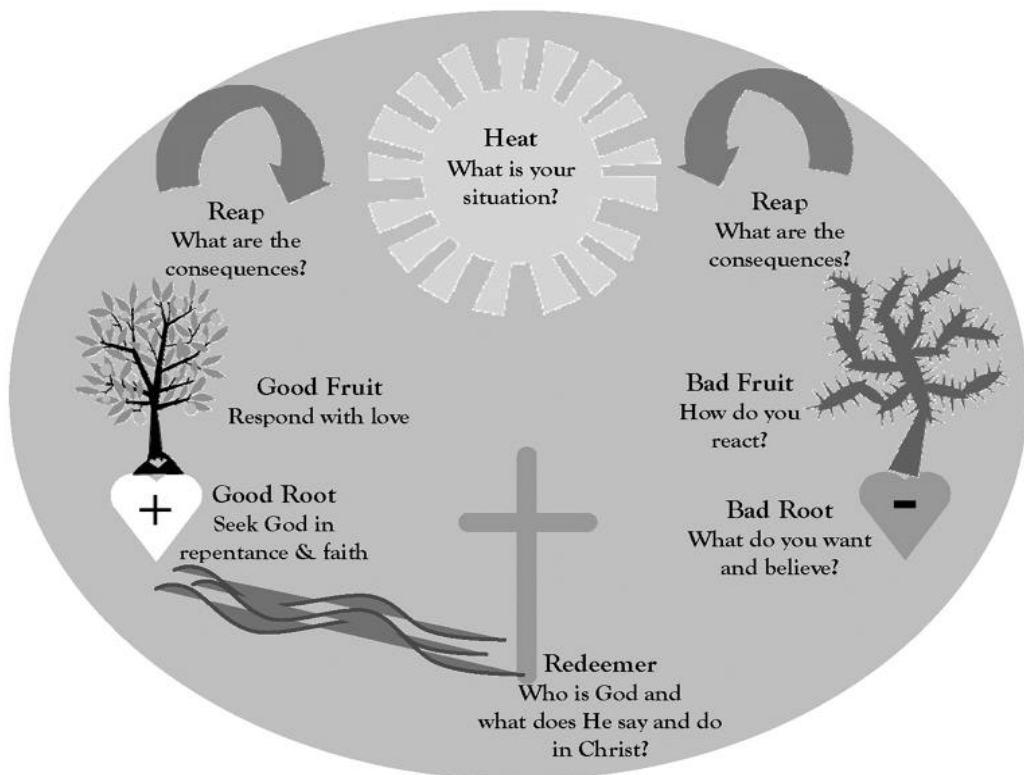 Heat
What is your
situation?
Reap
What are the
consequences?
Reap
What are the
consequences?
Good Fruit
Respond with love
Bad Fruit
How do you
react?
+
Good Root
Seek God in
repentance & faith
-
Bad Root
What do you want
and believe?
Redeemer
Who is God and
what does He say and do
in Christ?